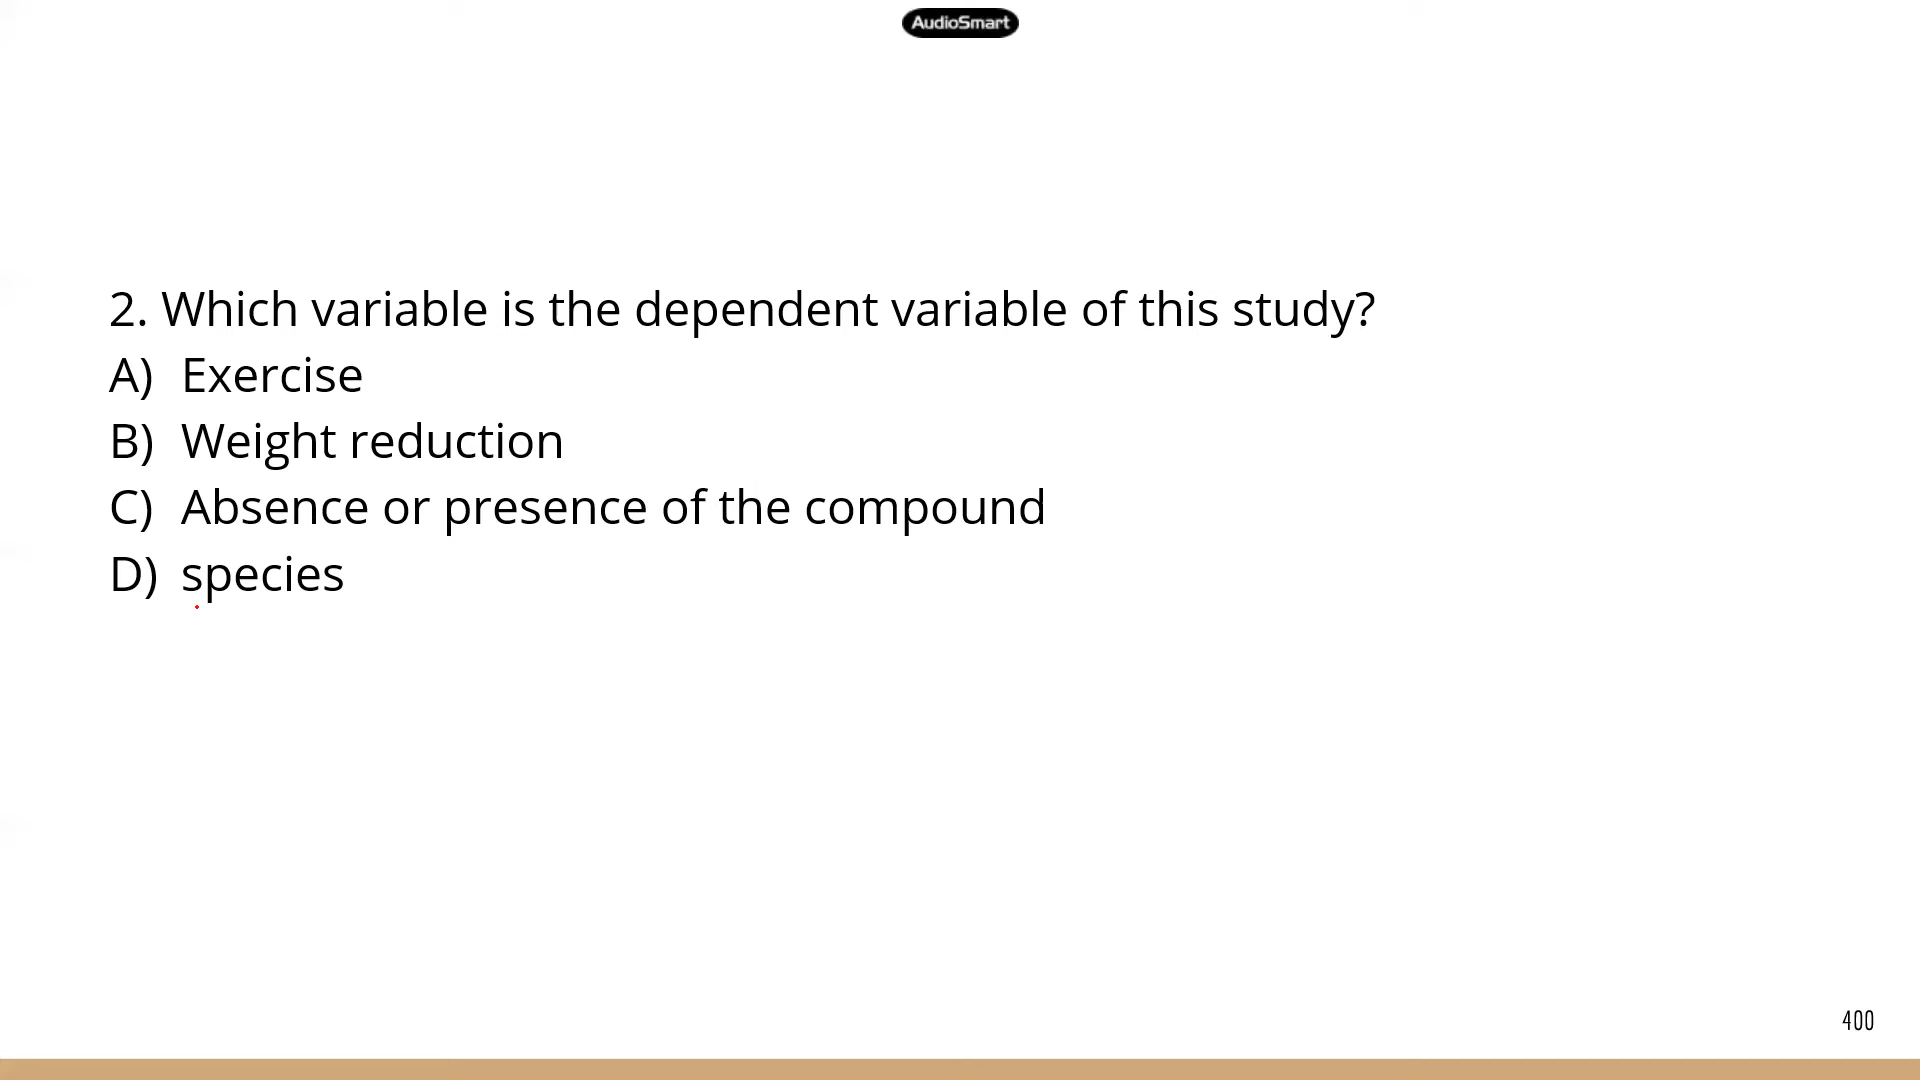 AudioSmart
2. Which variable is the dependent variable of this study?
A) Exercise
B) Weight reduction
C) Absence or presence of the compound
D) species
400